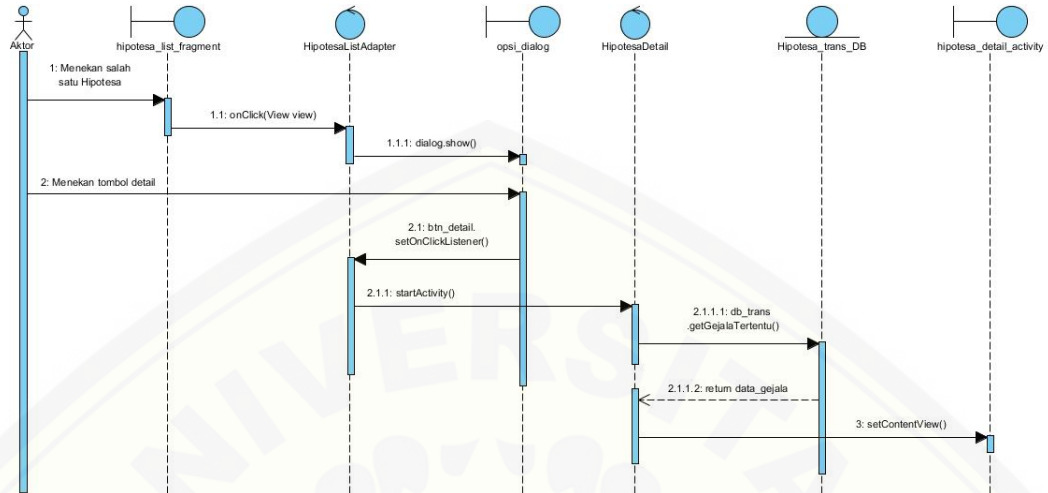 Aktor
hipotesa_list_fragment
HipotesaListAdapter
opsi_dialog
HipotesaDetail
Hipotesa_trans_DB
hipotesa_detail_activity
1: Menekan salah
satu Hipotesa
1.1: onClick(View view)
1.1.1: dialog.show()
2: Menekan tombol detail
2.1: btn_detail.
setOnClickListener()
2.1.1: startActivity()
2.1.1.1: db_trans
.getGejalaTertentu()
2.1.1.2: return data_gejala
3: setContentView()
NIVERSITA